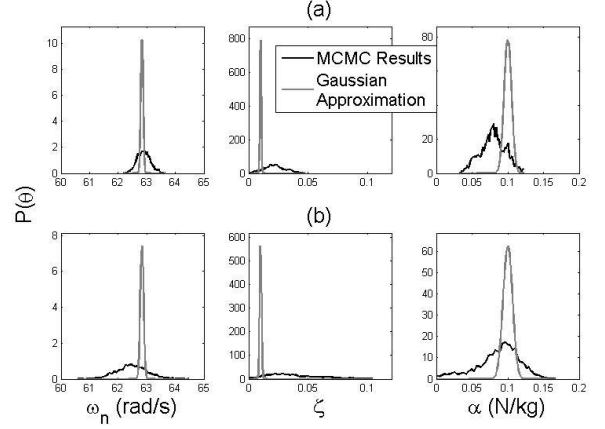 (a)
10
8
6
4
2
0
60 61 62 63 64 65
800
600
400
200
0
0 0.05 0.1
MCMC Results
Gaussian
Approximation
80
60
40
20
0
0 0.05 0.1 0.15 0.2
P(θ)
(b)
8
6
4
2
0
60 61 62 63 64 65
ωn (rad/s)
600
500
400
300
200
100
0
0 0.05 0.1
ζ
60
50
40
30
20
10
0
0 0.05 0.1 0.15 0.2
α (N/kg)